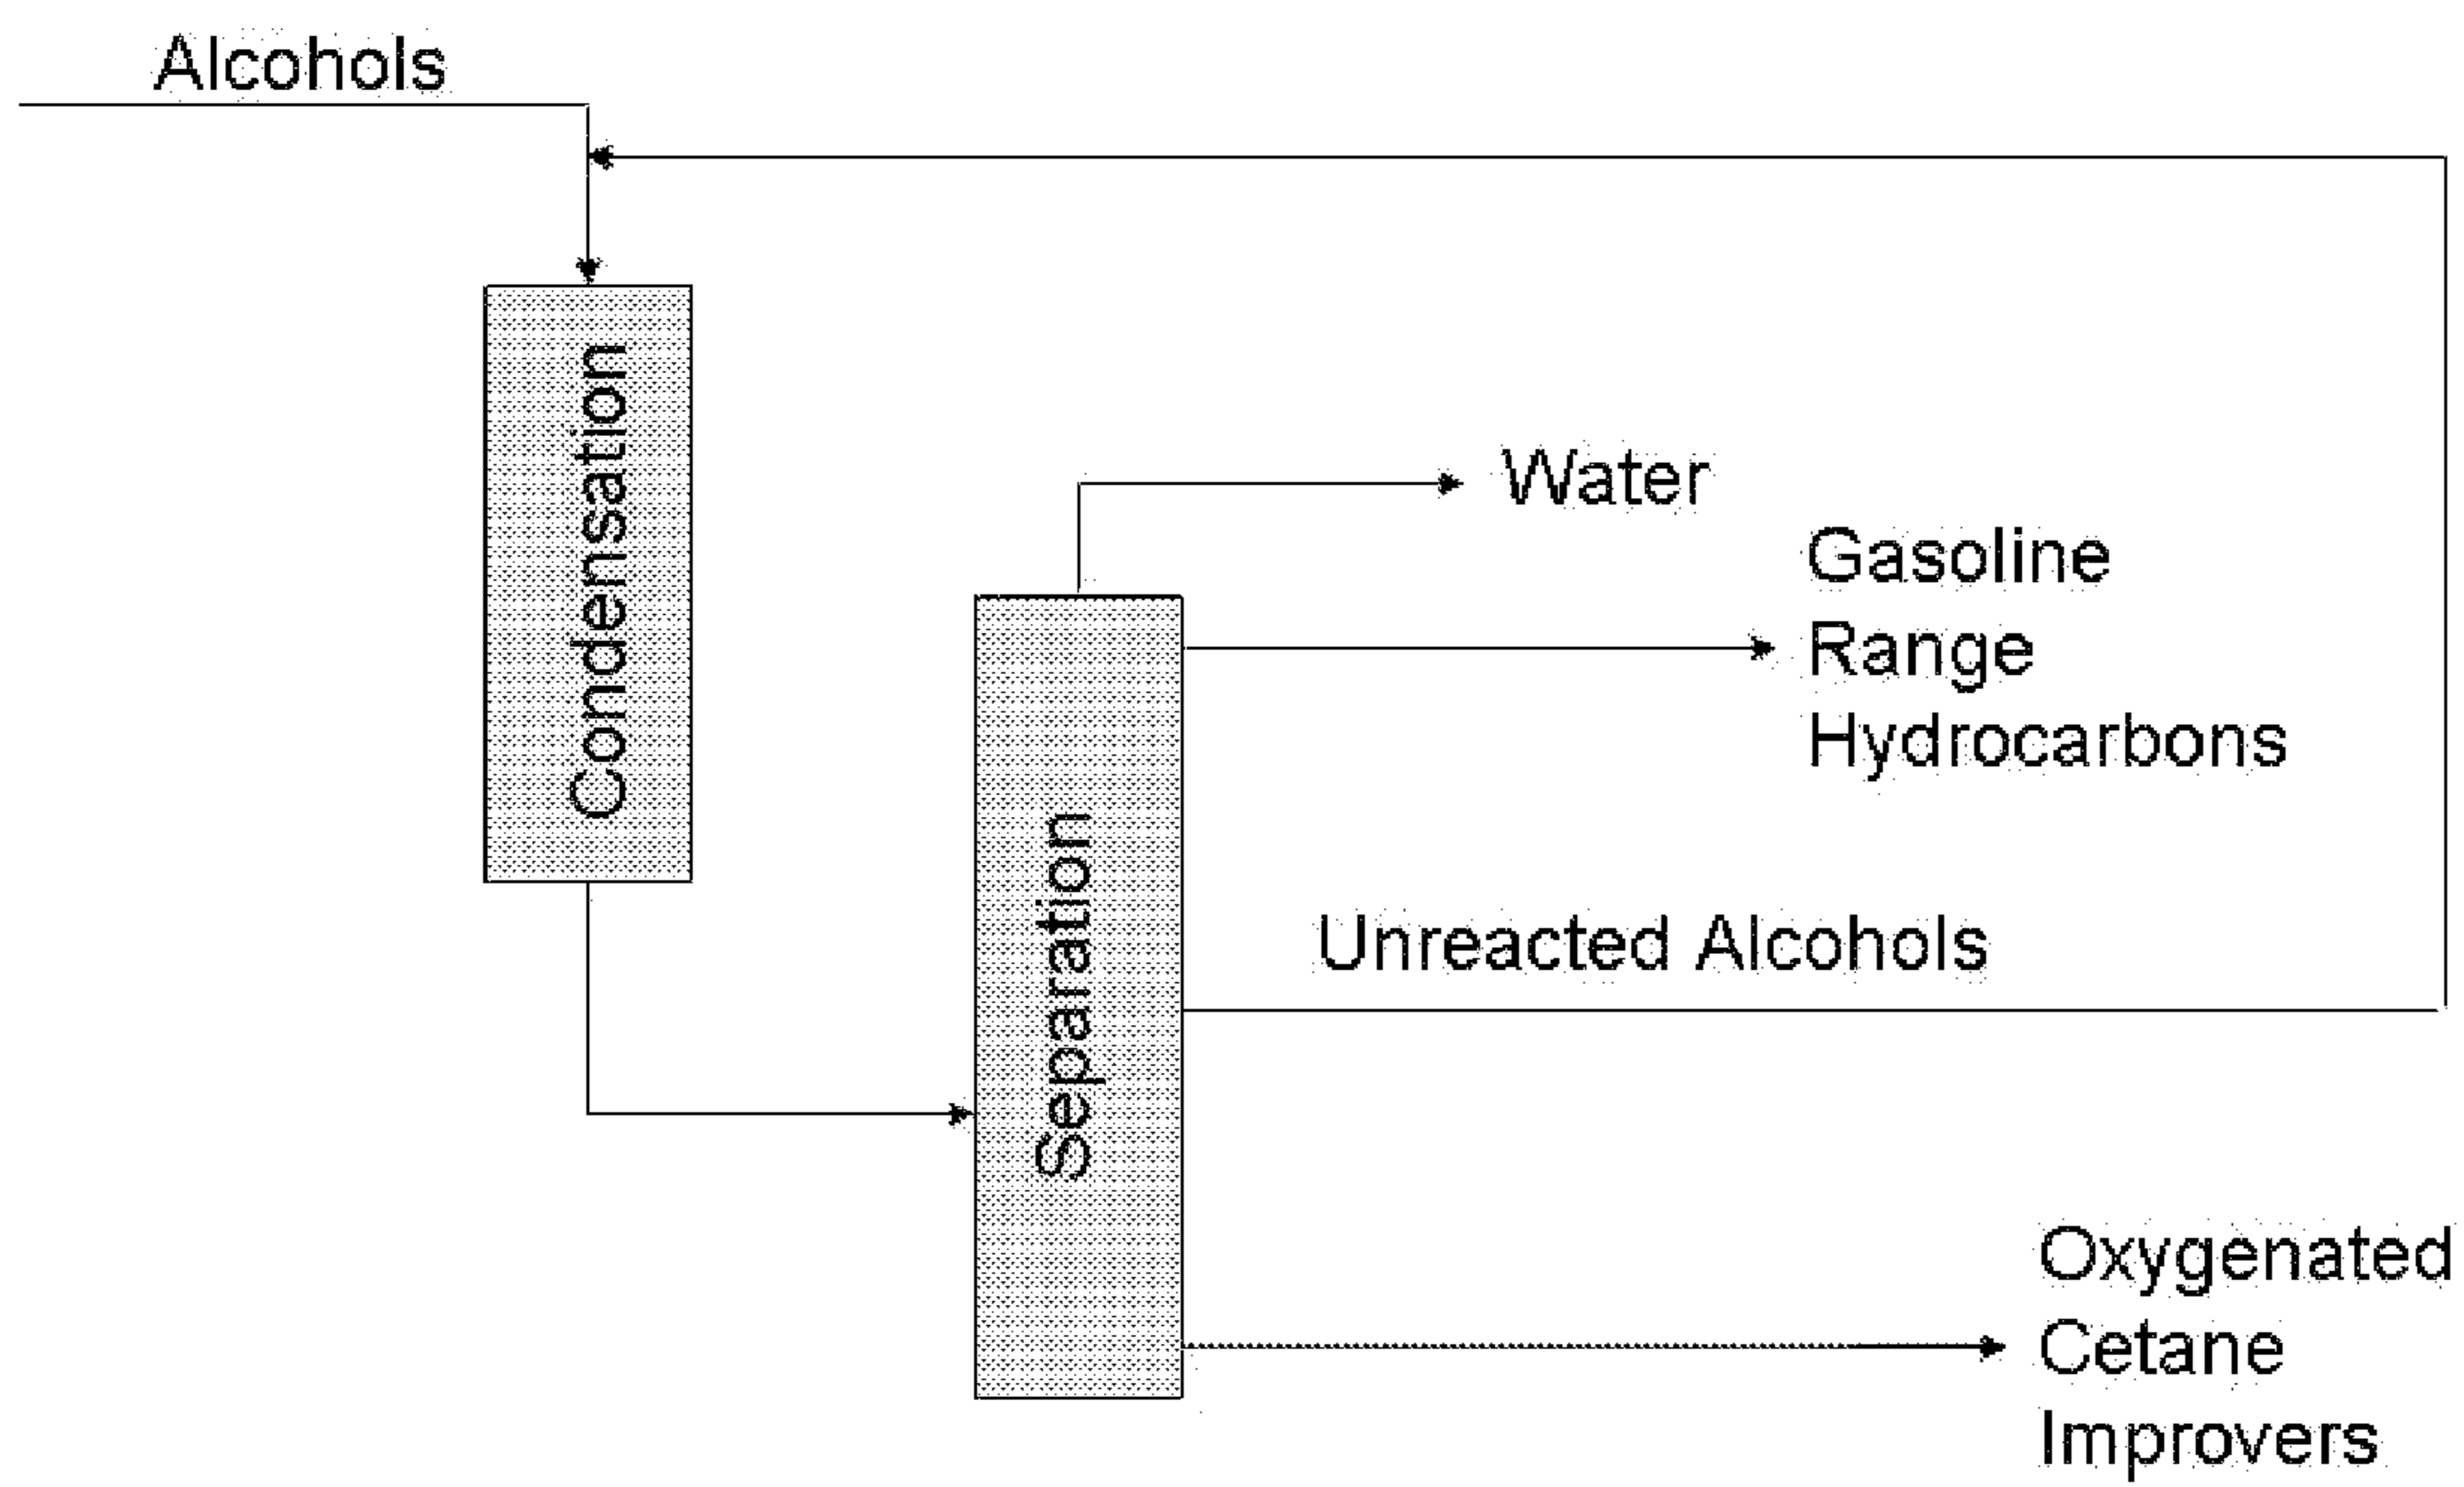 Alcohols
Condensation
Water
Gasoline
Range
Hydrocarbons
Separation
Unreacted Alcohols
Oxygenated
Cetane
Improvers